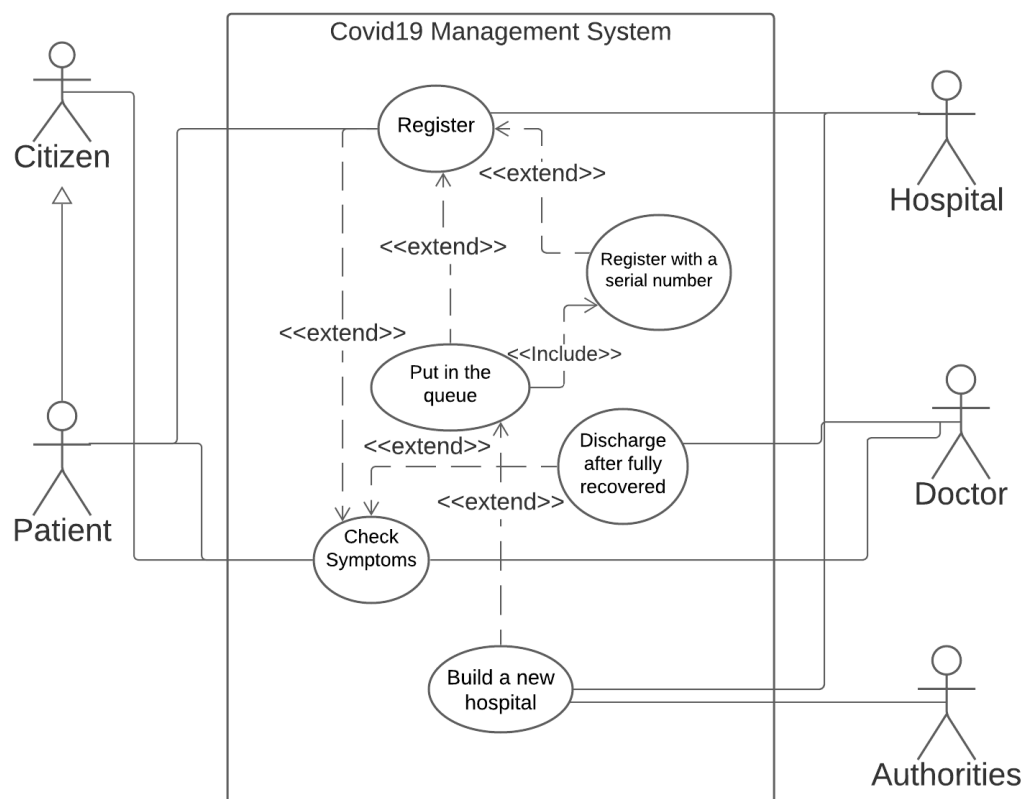 Covid19 Management System
Citizen
Register
<<extend>>
Hospital
<<extend>>
Register with a
serial number
<<extend>>
<<Include>>
Put in the
queue
<<extend>>
Discharge
after fully
recovered
<<extend>>
Doctor
Patient
Check
Symptoms
Build a new
hospital
Authorities